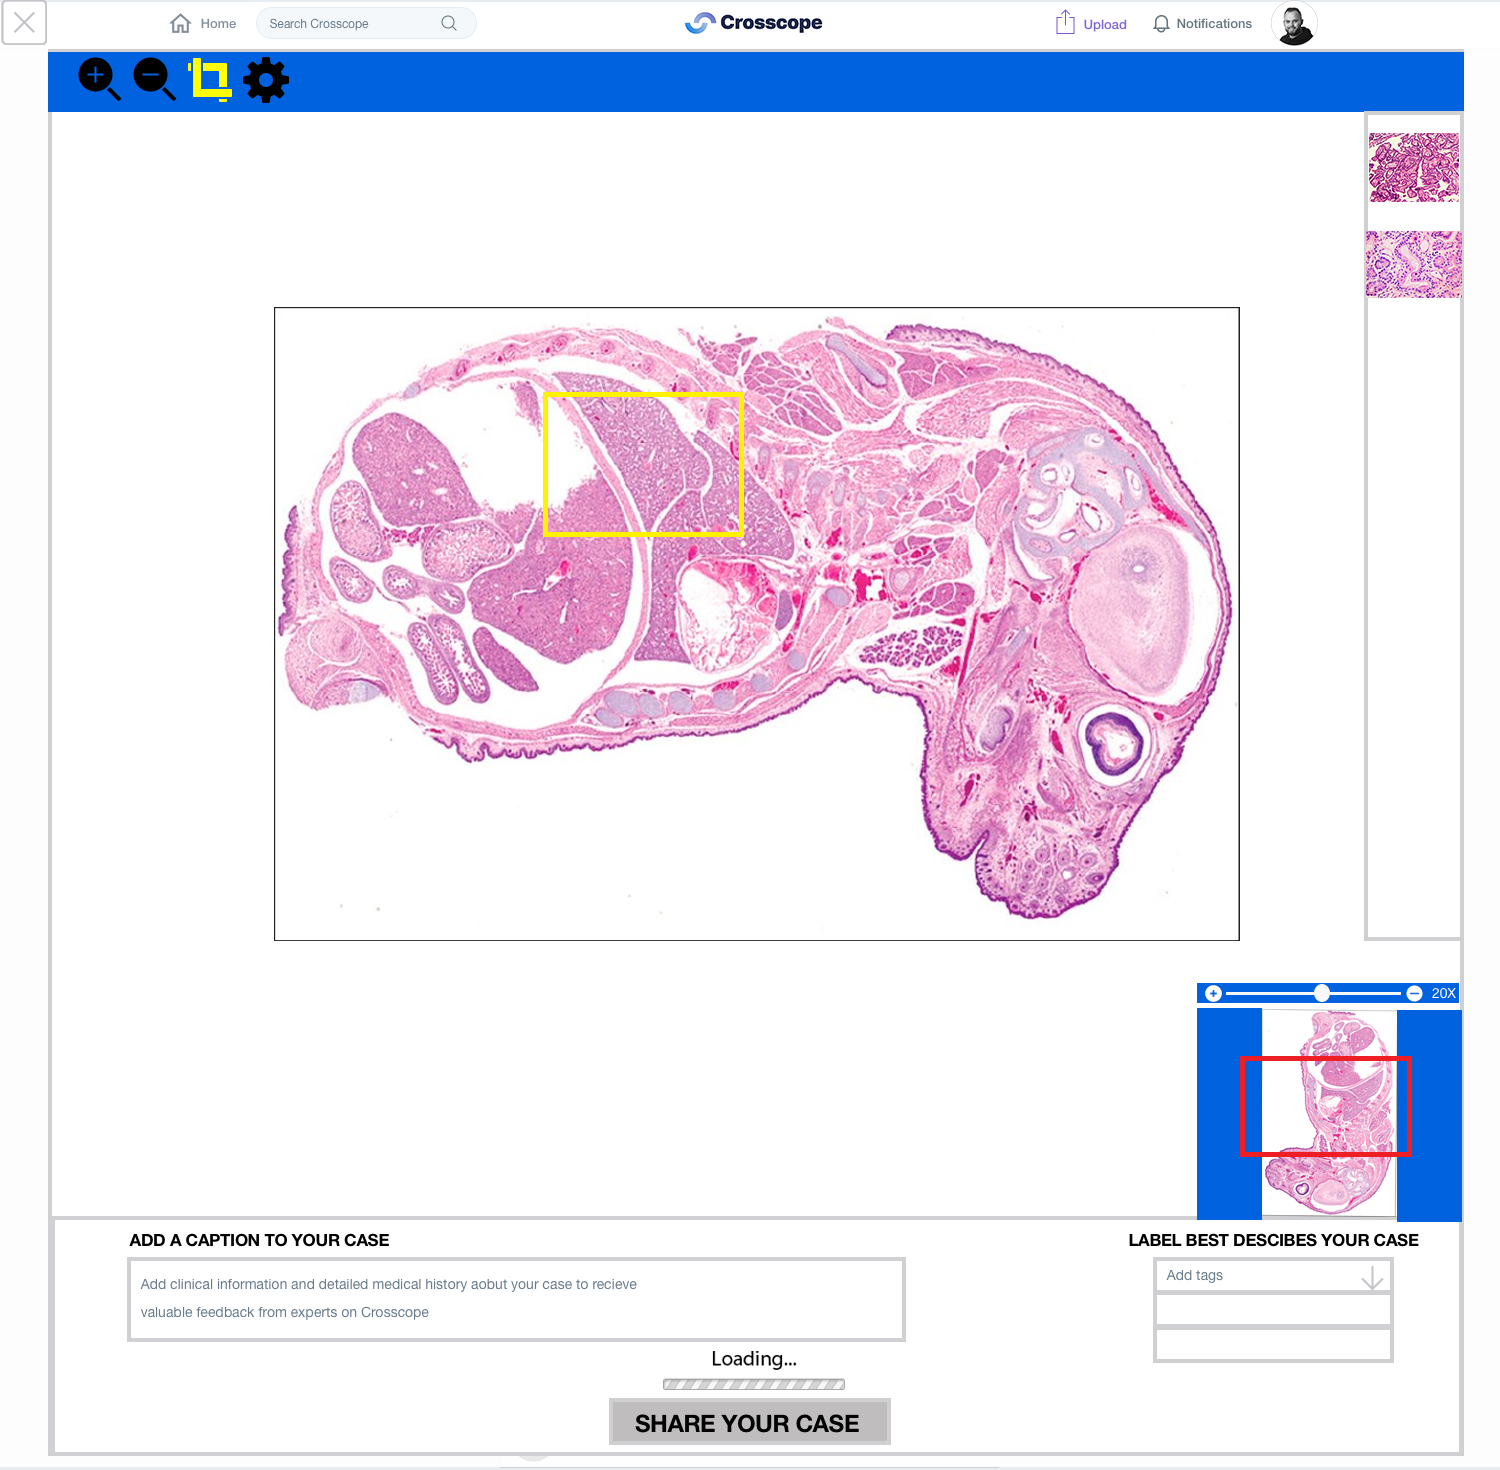 Home
Search Crosscope
Crosscope
Upload
Notifications
20X
ADD A CAPTION TO YOUR CASE
LABEL BEST DESCIBES YOUR CASE
Add clinical information and detailed medical history aobut your case to recieve
valuable feedback from experts on Crosscope
Add tags
Loading...
SHARE YOUR CASE